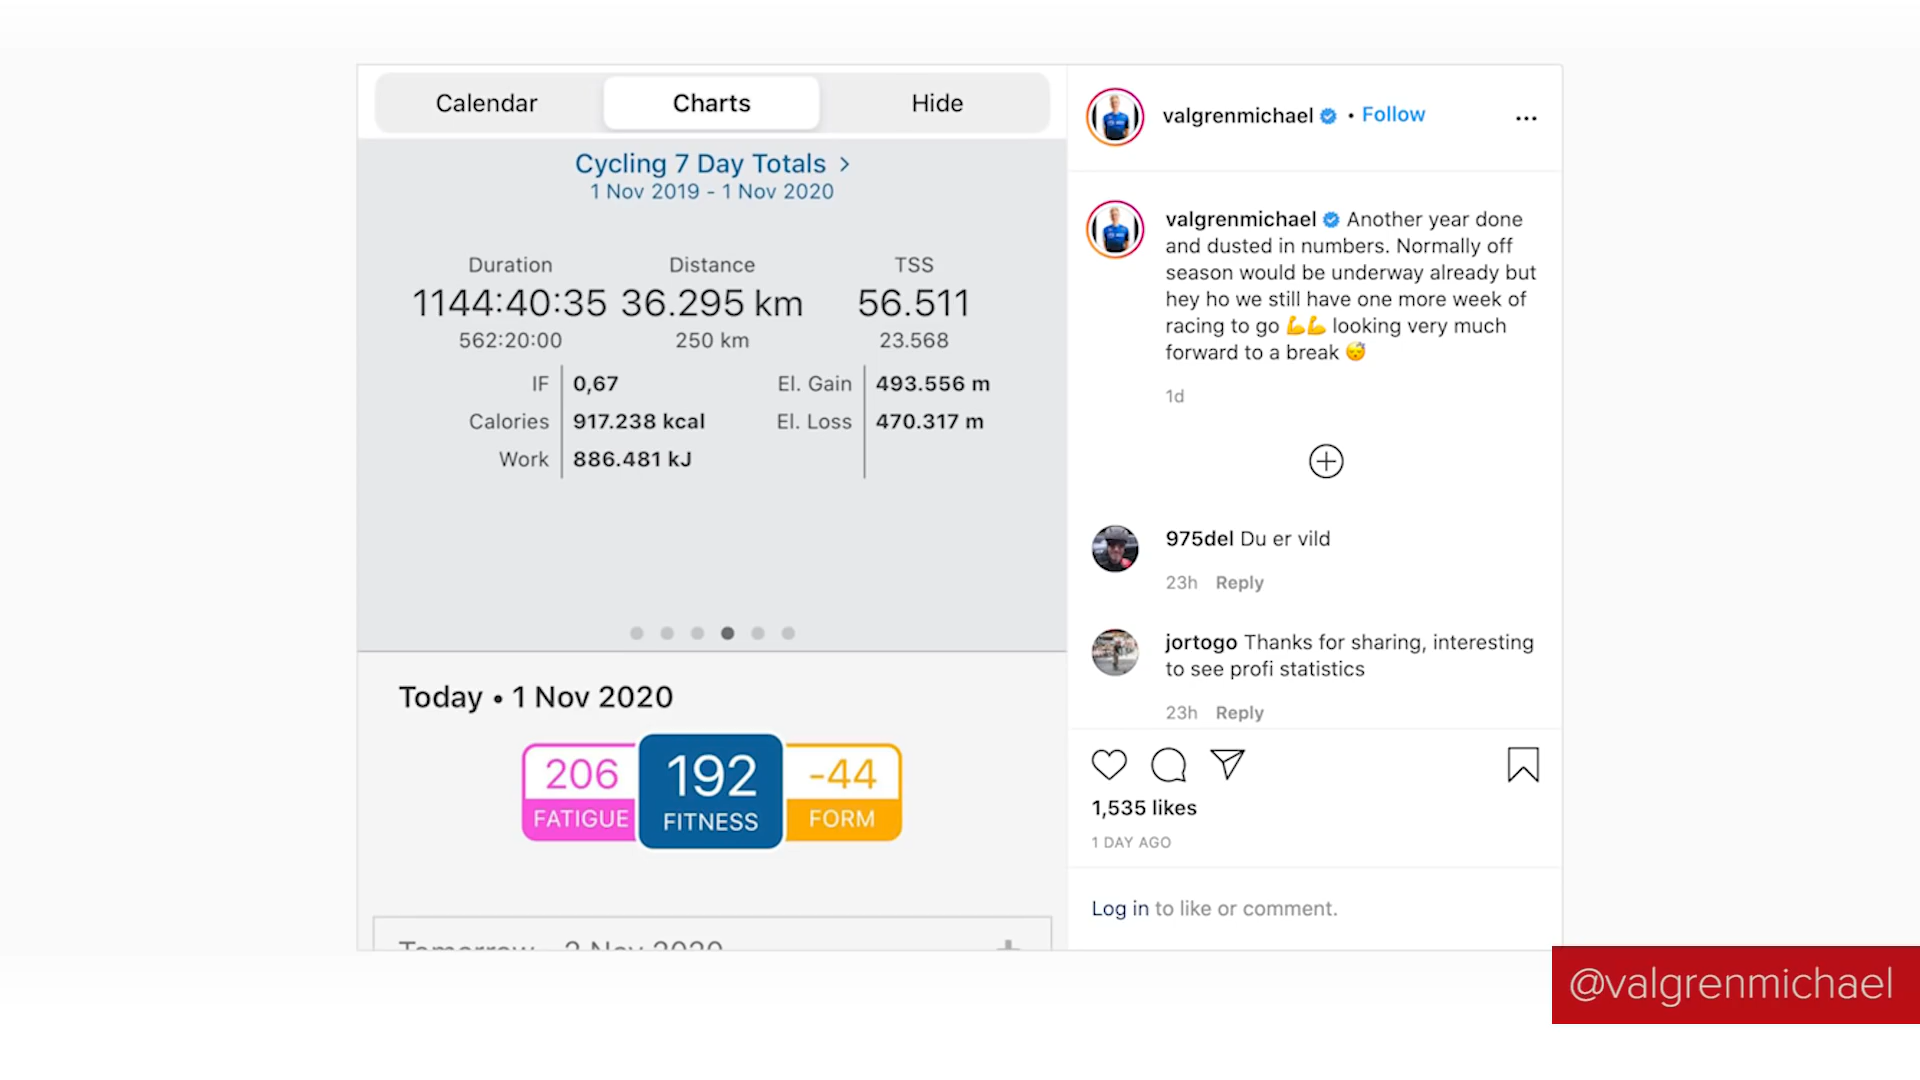 Calendar Charts Hide
Cycling 7 Day Totals >
1 Nov 2019 - 1 Nov 2020
Duration Distance TSS
1144:40:35 36.295 km 56.511
562:20:00 250 km 23.568
IF 0,67 El. Gain 493.556 m
Calories 917.238 kcal El. Loss 470.317 m
Work 886.481 kJ
Today • 1 Nov 2020
206 192 -44
FATIGUE FITNESS FORM
Tomorrow - 2 Nov 2020 +
valgrenmichael • Follow ...
valgrenmichael Another year done
and dusted in numbers. Normally off
season would be underway already but
hey ho we still have one more week of
racing to go 💪💪 looking very much
forward to a break 😴
1d
975del Du er vild
23h Reply
jortogo Thanks for sharing, interesting
to see profi statistics
23h Reply
1,535 likes
1 DAY AGO
Log in to like or comment.
@valgrenmichael